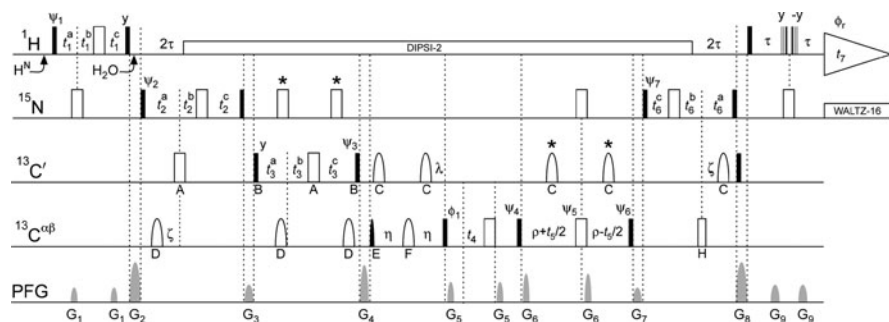 ψ1 y y -y ϕr
1H t1a t1b t1c 2τ DIPSI-2 2τ τ τ t7
HN H2O
ψ2 * * ψ7
15N t2a t2b t2c t6c t6b t6a WALTZ-16
y ψ3 * *
13C' t3a t3b t3c λ ζ
A B A B C C C C C
ϕ1 ψ4 ψ5 ψ6
13Cαβ ζ η η t4 ρ+t5/2 ρ-t5/2
D D D E F H
PFG
G1 G1 G2 G3 G4 G5 G5 G6 G6 G7 G8 G9 G9